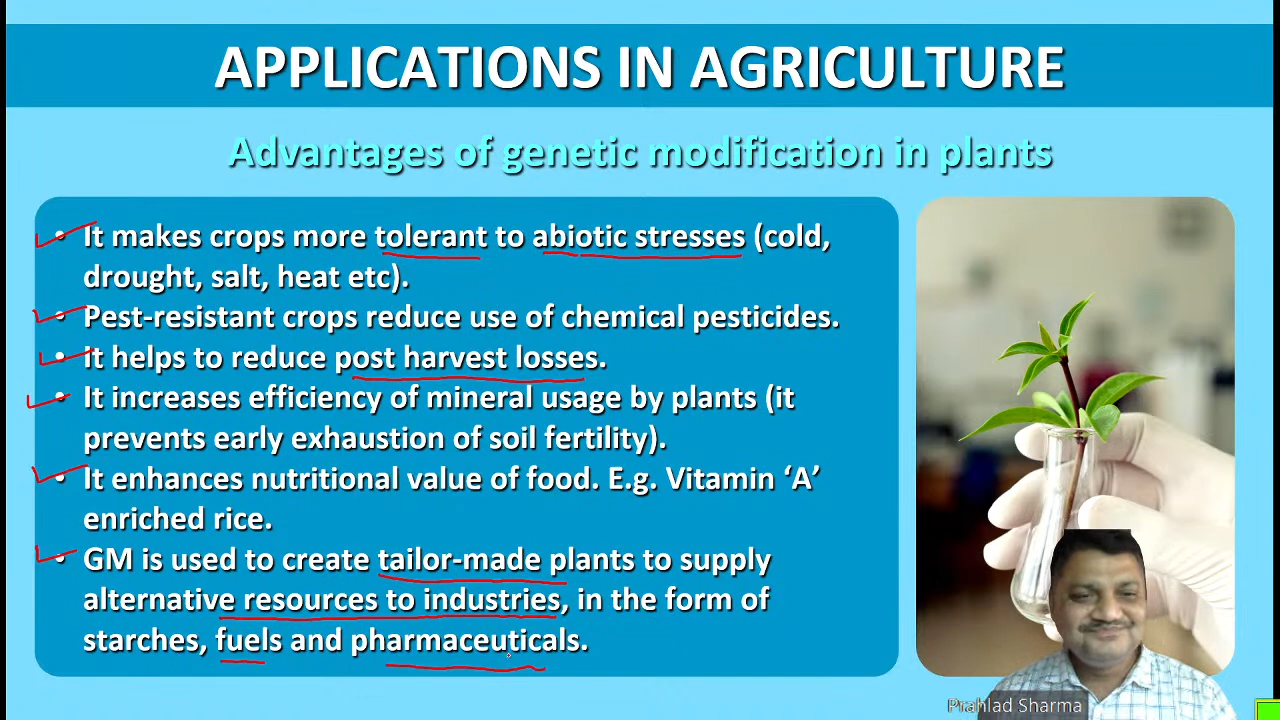 APPLICATIONS IN AGRICULTURE
Advantages of genetic modification in plants
• It makes crops more tolerant to abiotic stresses (cold,
drought, salt, heat etc).
• Pest-resistant crops reduce use of chemical pesticides.
• It helps to reduce post harvest losses.
• It increases efficiency of mineral usage by plants (it
prevents early exhaustion of soil fertility).
• It enhances nutritional value of food. E.g. Vitamin ‘A’
enriched rice.
• GM is used to create tailor-made plants to supply
alternative resources to industries, in the form of
starches, fuels and pharmaceuticals.
Prahlad Sharma